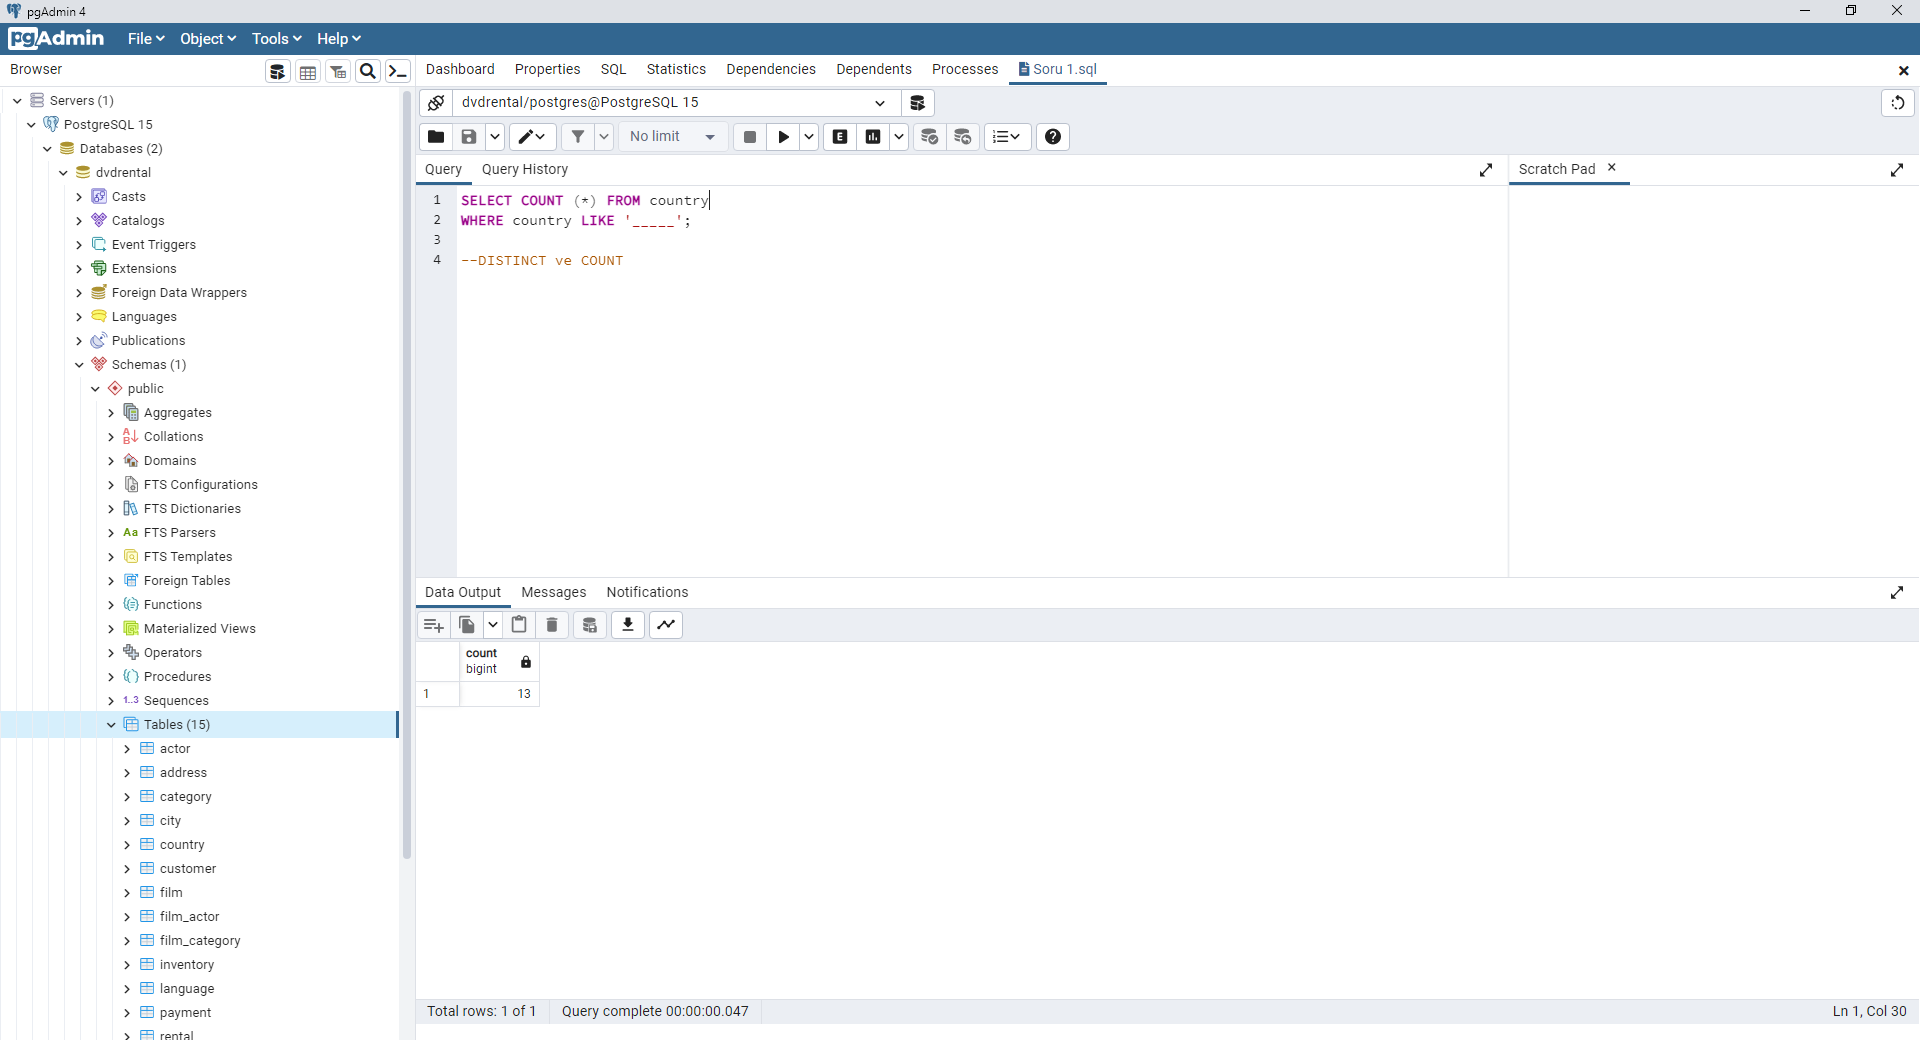 pgAdmin 4
pgAdmin File Object Tools Help
Browser
Dashboard Properties SQL Statistics Dependencies Dependents Processes Soru 1.sql
Servers (1)
PostgreSQL 15
Databases (2)
dvdrental
Casts
Catalogs
Event Triggers
Extensions
Foreign Data Wrappers
Languages
Publications
Schemas (1)
public
Aggregates
Collations
Domains
FTS Configurations
FTS Dictionaries
Aa FTS Parsers
FTS Templates
Foreign Tables
Functions
Materialized Views
Operators
Procedures
1..3 Sequences
Tables (15)
actor
address
category
city
country
customer
film
film_actor
film_category
inventory
language
payment
rental
dvdrental/postgres@PostgreSQL 15
No limit E
Query Query History
Scratch Pad
1 SELECT COUNT (*) FROM country
2 WHERE country LIKE '_____';
3
4 --DISTINCT ve COUNT
Data Output Messages Notifications
count
bigint
1 13
Total rows: 1 of 1 Query complete 00:00:00.047 Ln 1, Col 30